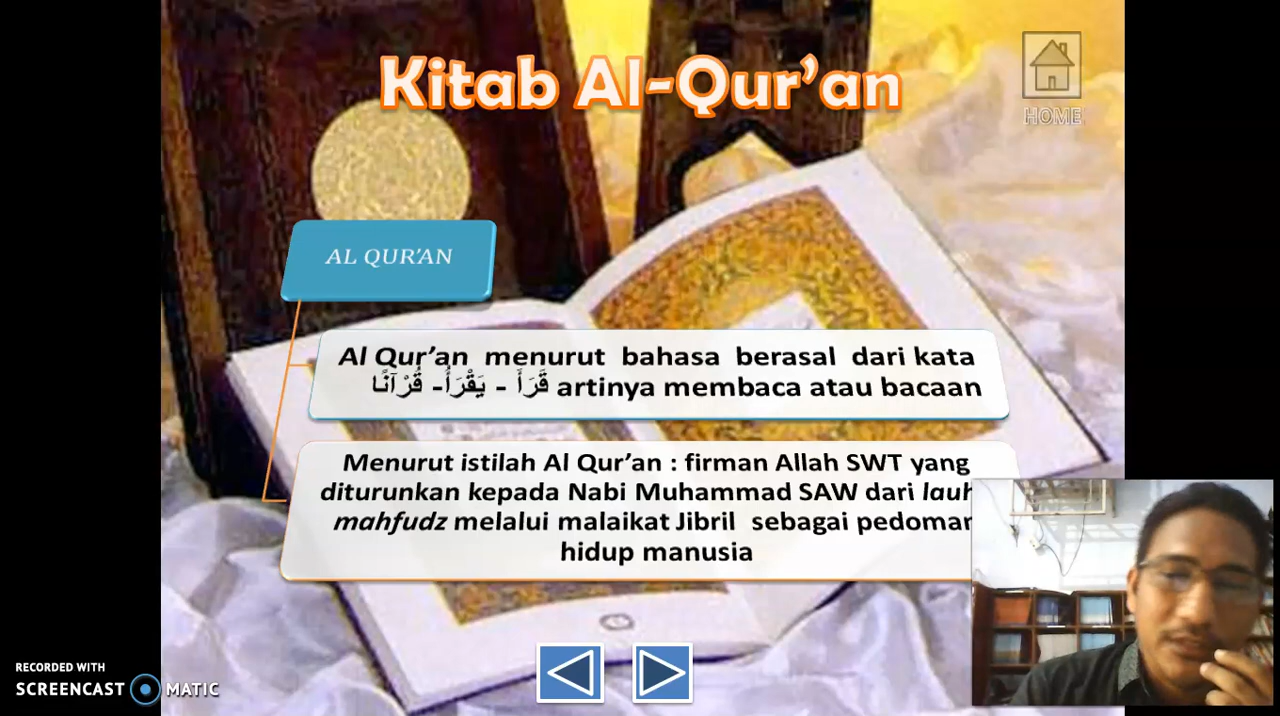 Kitab Al-Qur'an
HOME
AL QUR'AN
Al Qur'an menurut bahasa berasal dari kata
قَرَأَ - يَقْرَأُ- قُرْآنًا artinya membaca atau bacaan
Menurut istilah Al Qur'an : firman Allah SWT yang
diturunkan kepada Nabi Muhammad SAW dari
mahfudz melalui malaikat Jibril sebagai
hidup manusia
RECORDED WITH
SCREENCAST MATIC